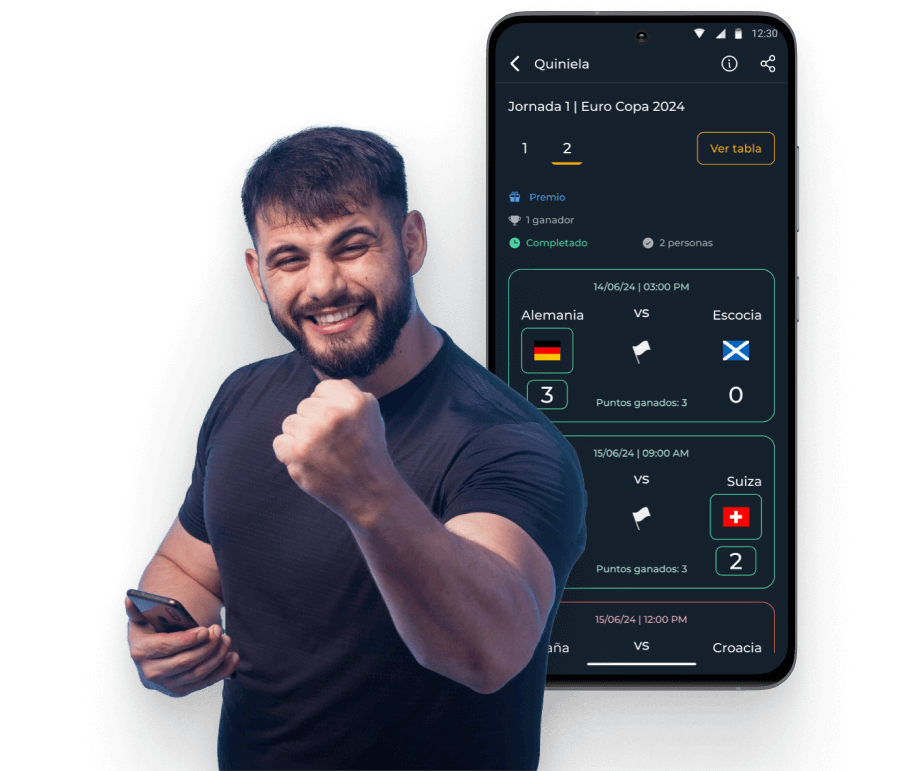 12:30
Quiniela
Jornada 1 | Euro Copa 2024
1 2 Ver tabla
Premio
1 ganador
Completado 2 personas
14/06/24 | 03:00 PM
Alemania VS Escocia
3 Puntos ganados: 3 0
15/06/24 | 09:00 AM
VS Suiza
Puntos ganados: 3 2
15/06/24 | 12:00 PM
aña VS Croacia